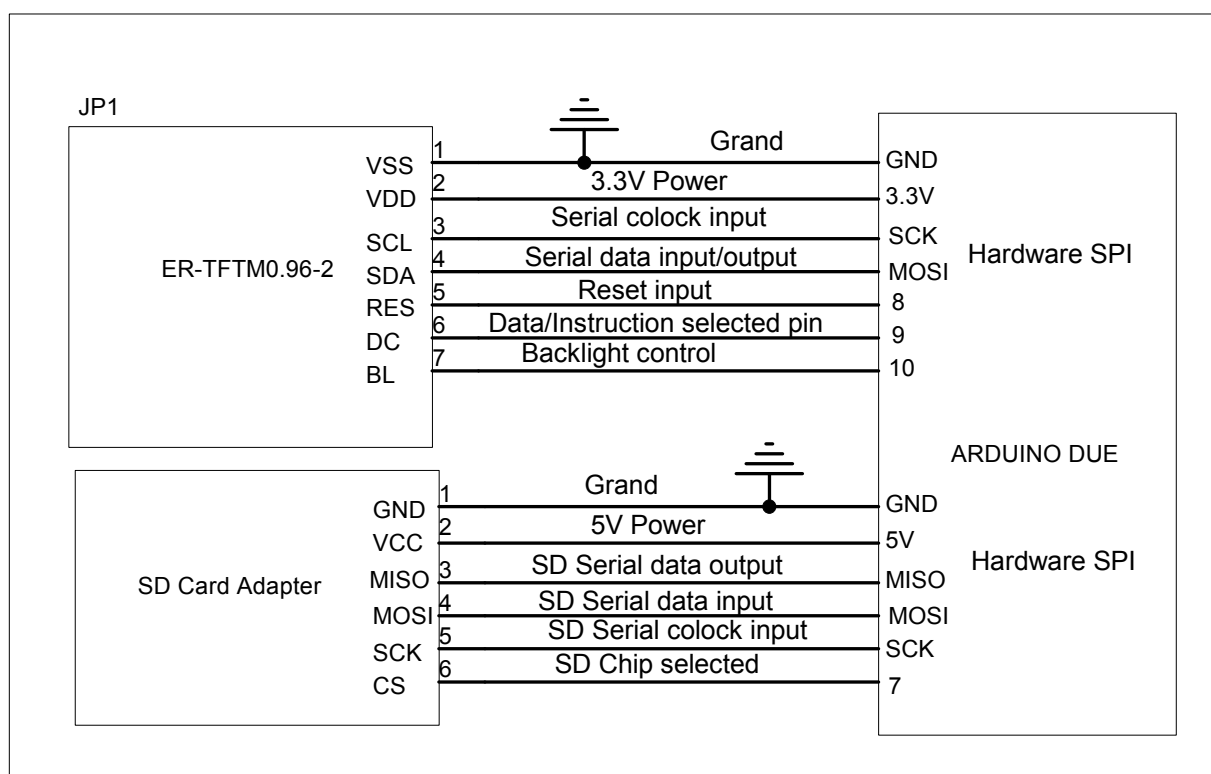 JP1
VSS 1 Grand GND
VDD 2 3.3V Power 3.3V
SCL 3 Serial colock input SCK
SDA 4 Serial data input/output MOSI
RES 5 Reset input 8
DC 6 Data/Instruction selected pin 9
BL 7 Backlight control 10
ER-TFTM0.96-2
Hardware SPI
ARDUINO DUE
GND 1 Grand GND
VCC 2 5V Power 5V
MISO 3 SD Serial data output MISO
MOSI 4 SD Serial data input MOSI
SCK 5 SD Serial colock input SCK
CS 6 SD Chip selected 7
SD Card Adapter
Hardware SPI